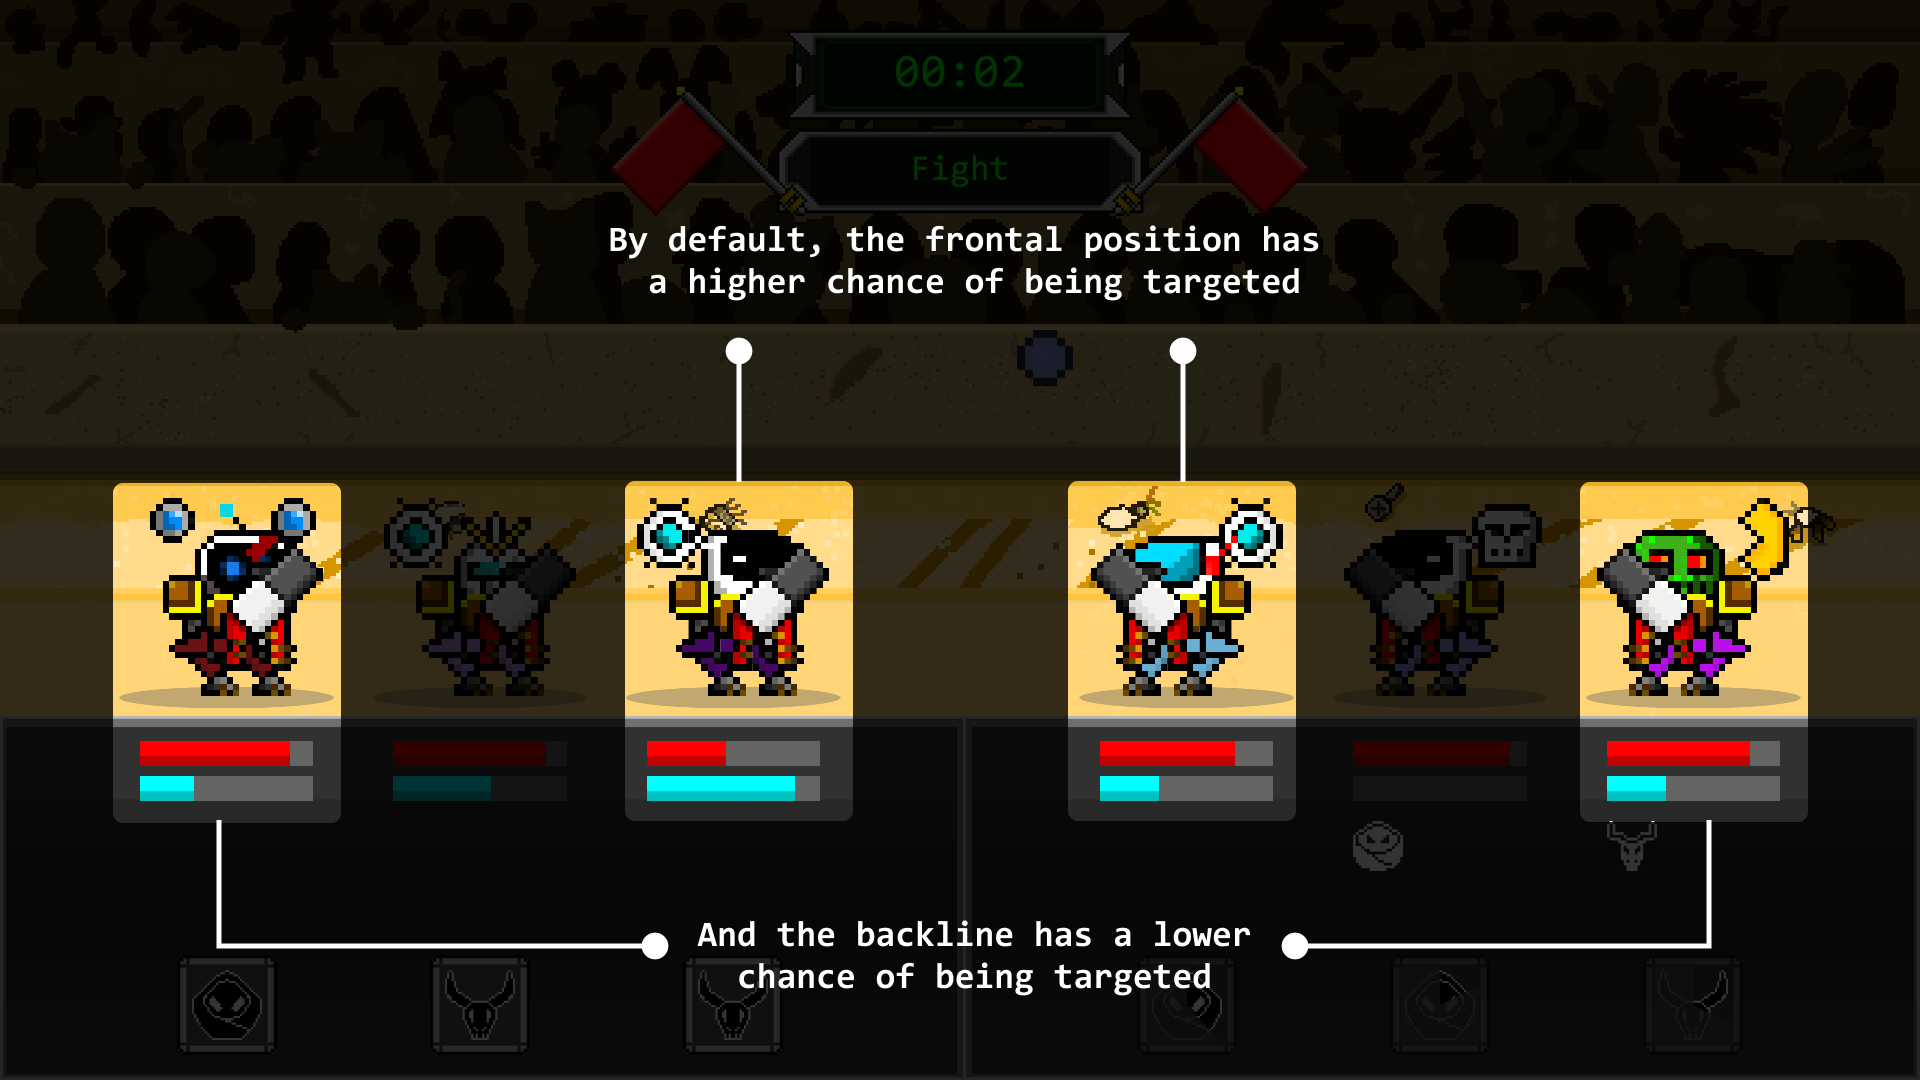 00:02
Fight
By default, the frontal position has
a higher chance of being targeted
And the backline has a lower
chance of being targeted